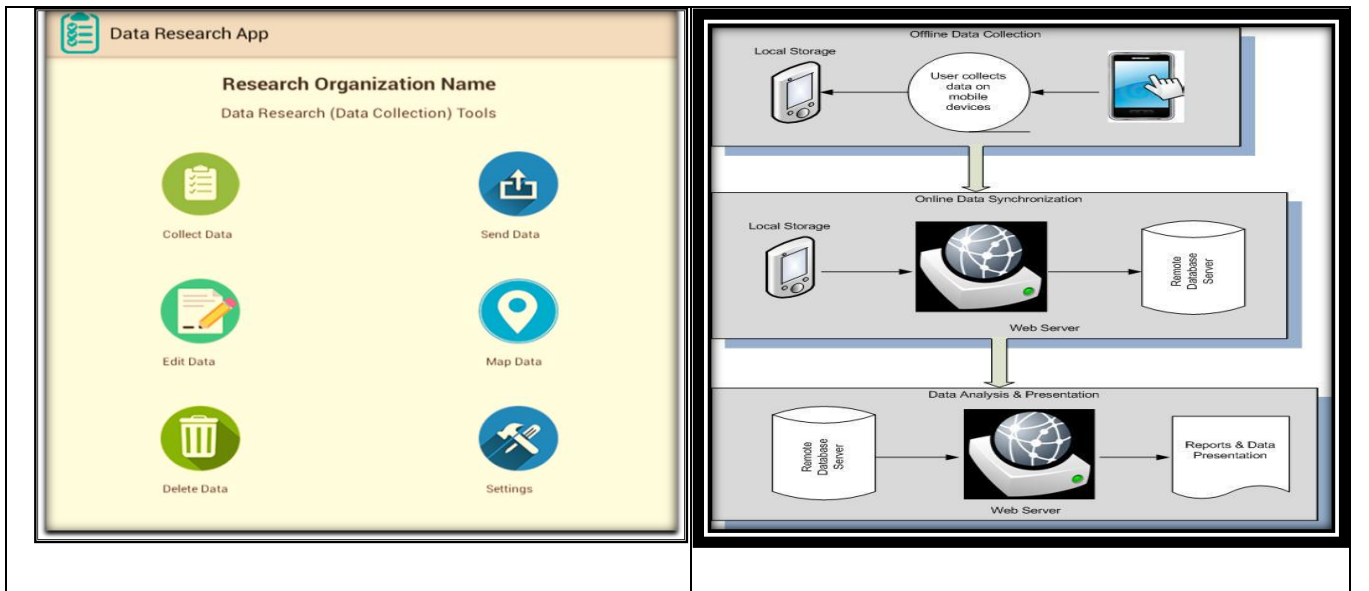 Data Research App
Research Organization Name
Data Research (Data Collection) Tools
Collect Data
Send Data
Edit Data
Map Data
Delete Data
Settings
Offline Data Collection
Local Storage
User collects
data on
mobile
devices
Online Data Synchronization
Local Storage
Remote
Database
Server
Web Server
Data Analysis & Presentation
Remote
Database
Server
Reports & Data
Presentation
Web Server